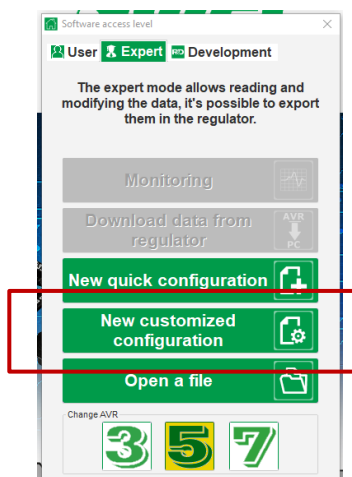 Software access level
User Expert RD Development
The expert mode allows reading and
modifying the data, it's possible to export
them in the regulator.
Monitoring
Download data from
regulator
AVR
PC
New quick configuration
New customized
configuration
Open a file
Change AVR
3 5 7